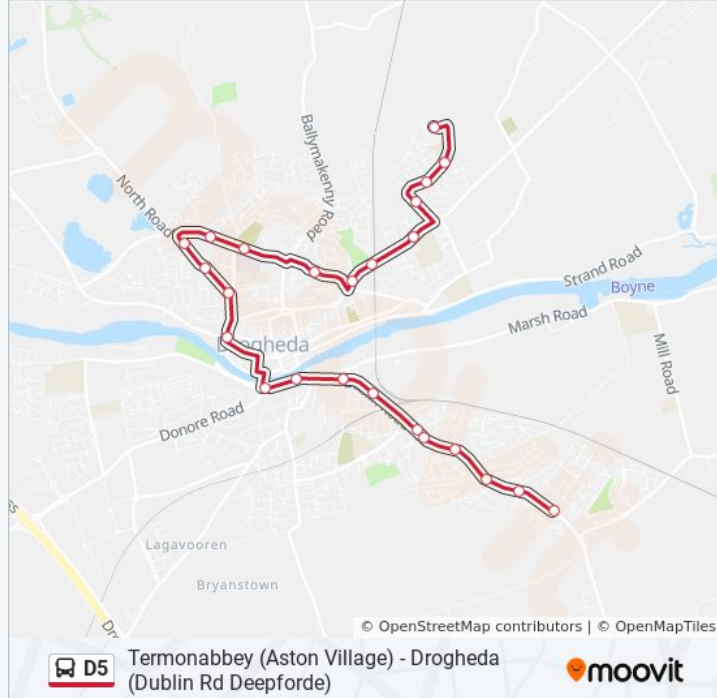 Ballymakenny Road
North Road
Strand Road
Boyne
Marsh Road
Drogheda
Mill Road
Donore Road
Lagavooren
Bryanstown
© OpenStreetMap contributors | © OpenMapTiles
D5
Termonabbey (Aston Village) - Drogheda
(Dublin Rd Deepforde)
moovit